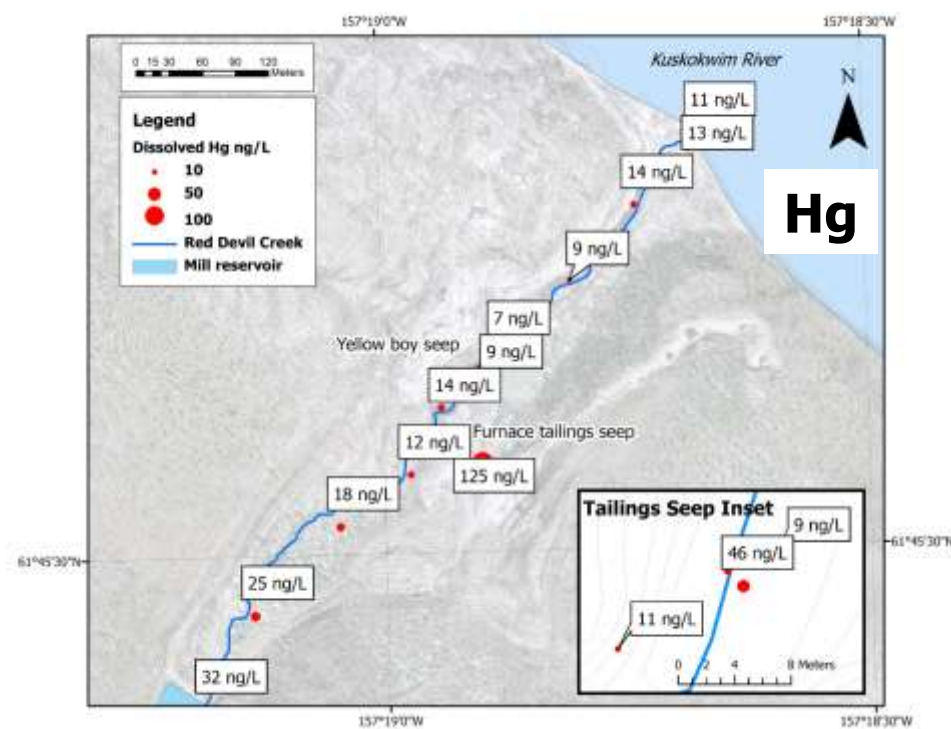 157°19'0"W
157°18'30"W
0 15 30 60 90 120
Meters
Kuskokwim River
N
Legend
Dissolved Hg ng/L
10
50
100
Red Devil Creek
Mill reservoir
Hg
11 ng/L
13 ng/L
14 ng/L
9 ng/L
7 ng/L
Yellow boy seep
9 ng/L
14 ng/L
12 ng/L
Furnace tailings seep
125 ng/L
18 ng/L
25 ng/L
32 ng/L
61°45'30"N
61°45'30"N
Tailings Seep Inset
9 ng/L
46 ng/L
11 ng/L
0 2 4 8 Meters
157°19'0"W
157°18'30"W